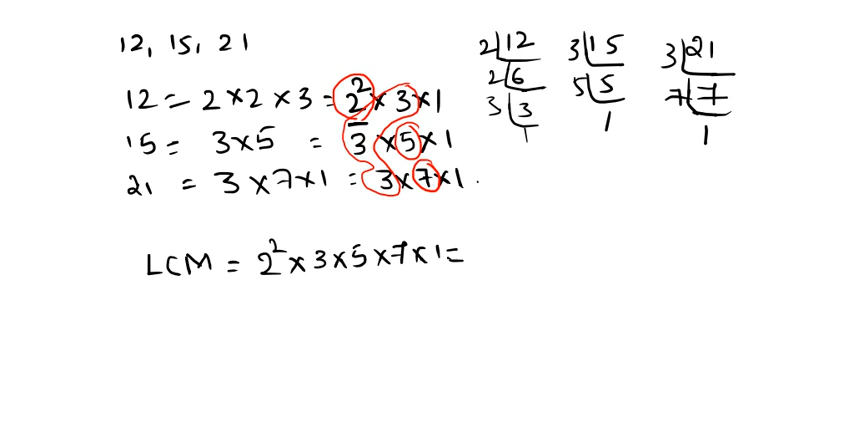 12, 15, 21
12 = 2 × 2 × 3 = 2² × 3 × 1
15 = 3 × 5 = 3 × 5 × 1
21 = 3 × 7 × 1 = 3 × 7 × 1
LCM = 2² × 3 × 5 × 7 × 1 =
2 12
2 6
3 3
1
3 15
5 5
1
3 21
7 7
1